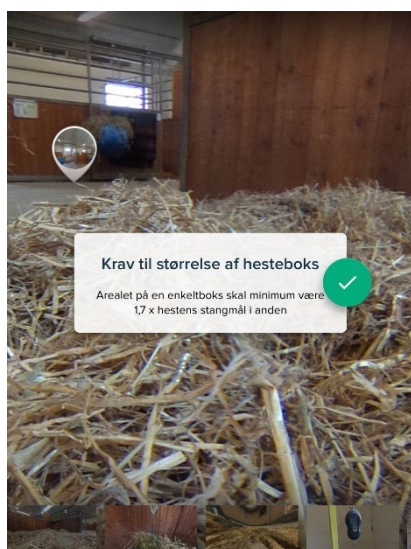 Krav til størrelse af hesteboks
Arealet på en enkeltboks skal minimum være
1,7 x hestens stangmål i anden